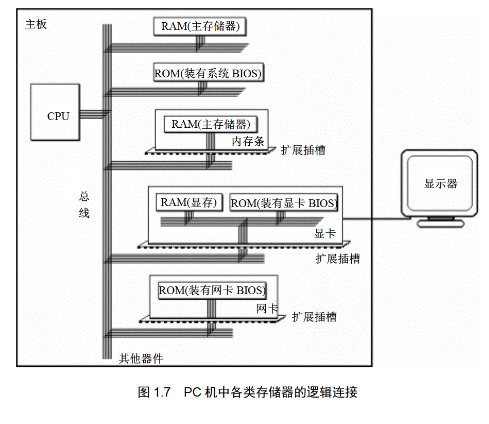 主板
RAM(主存储器)
ROM(装有系统 BIOS)
CPU
RAM(主存储器)
内存条
扩展插槽
总
线
RAM(显存)
ROM(装有显卡 BIOS)
显卡
扩展插槽
显示器
ROM(装有网卡 BIOS)
网卡
扩展插槽
其他器件
图 1.7 PC 机中各类存储器的逻辑连接